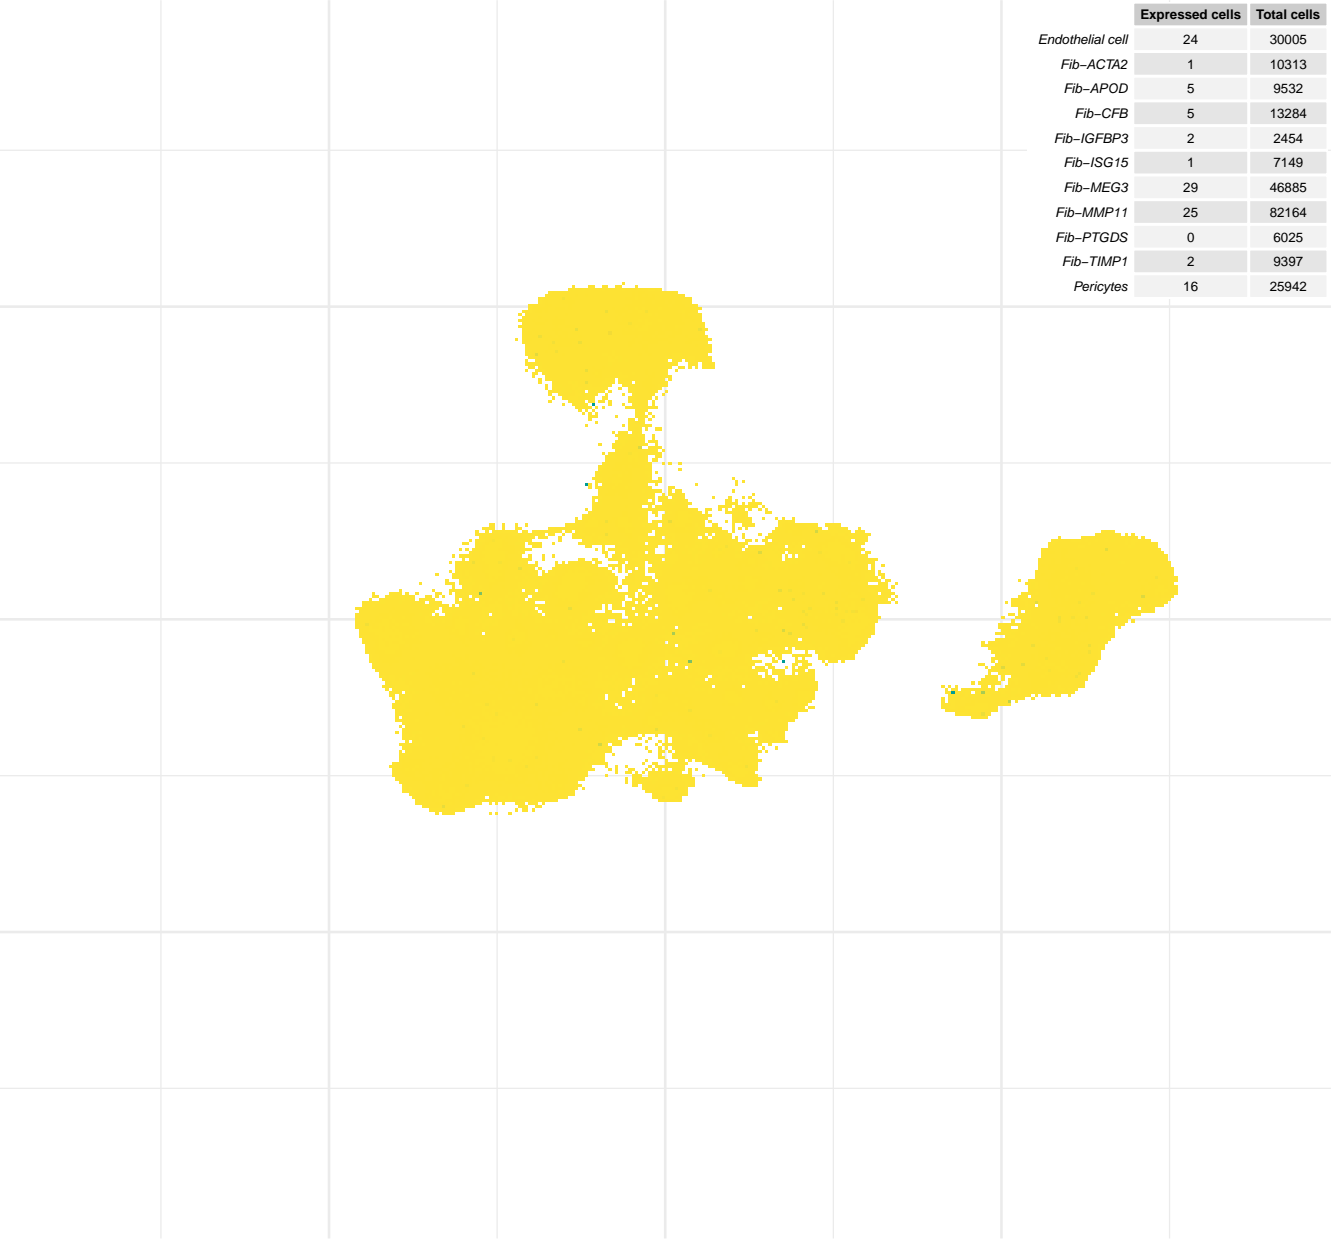 Expressed cells Total cells
Endothelial cell 24 30005
Fib−ACTA2 1 10313
Fib−APOD 5 9532
Fib−CFB 5 13284
Fib−IGFBP3 2 2454
Fib−ISG15 1 7149
Fib−MEG3 29 46885
Fib−MMP11 25 82164
Fib−PTGDS 0 6025
Fib−TIMP1 2 9397
Pericytes 16 25942